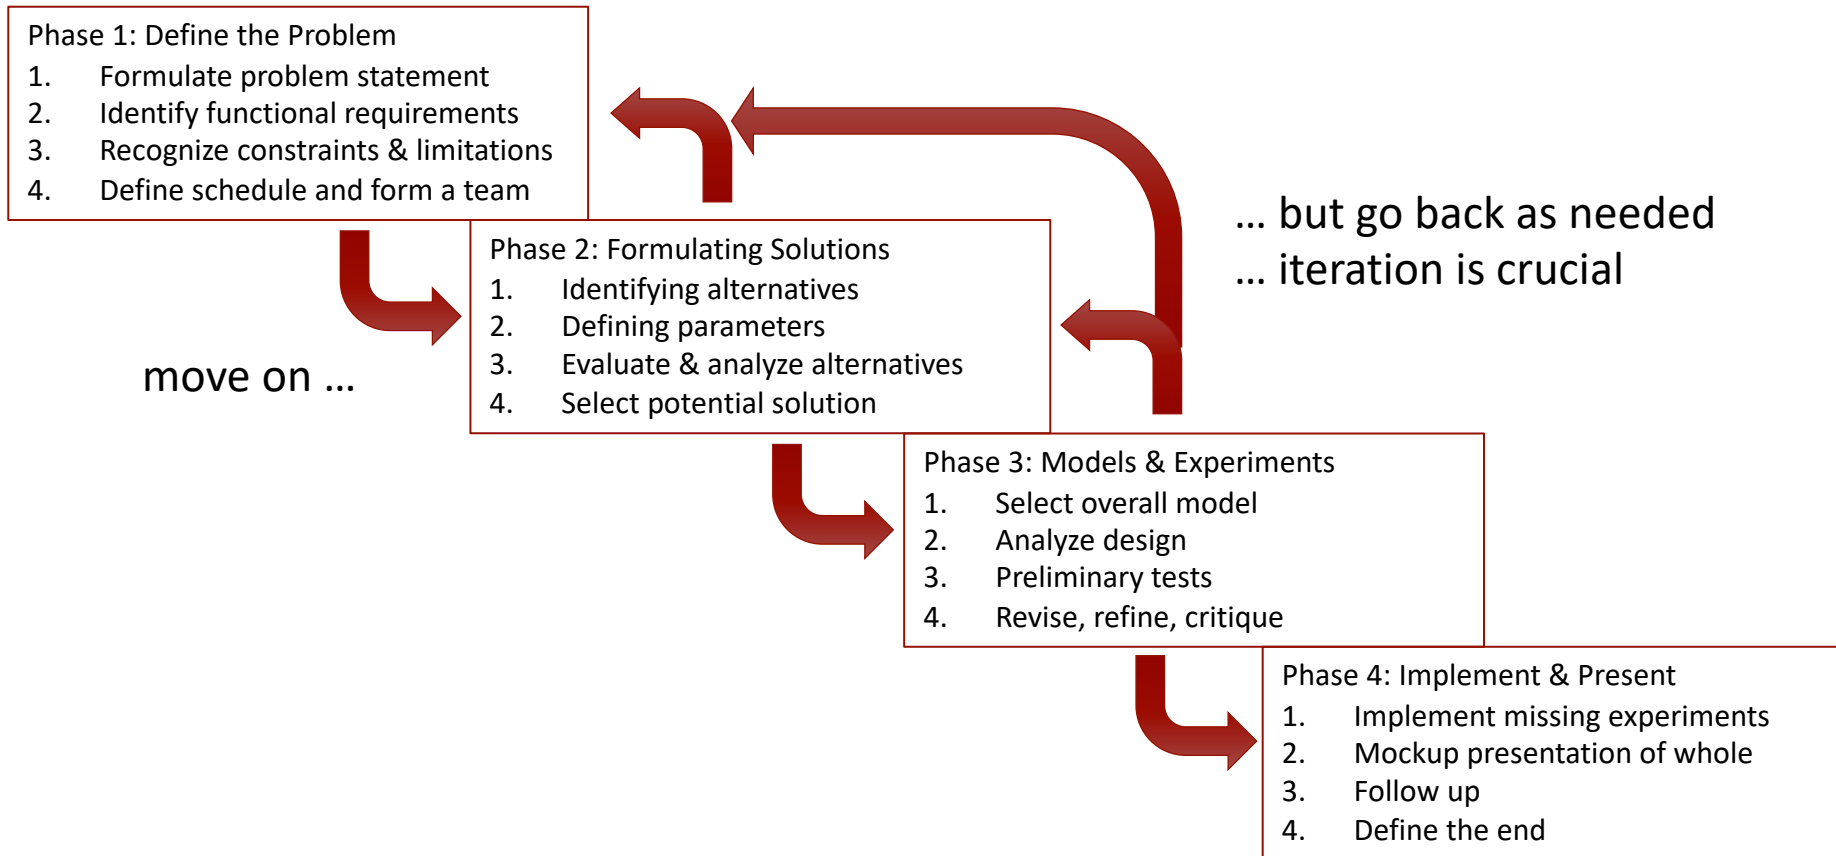 Phase 1: Define the Problem
1. Formulate problem statement
2. Identify functional requirements
3. Recognize constraints & limitations
4. Define schedule and form a team
… but go back as needed
… iteration is crucial
Phase 2: Formulating Solutions
1. Identifying alternatives
2. Defining parameters
3. Evaluate & analyze alternatives
4. Select potential solution
move on …
Phase 3: Models & Experiments
1. Select overall model
2. Analyze design
3. Preliminary tests
4. Revise, refine, critique
Phase 4: Implement & Present
1. Implement missing experiments
2. Mockup presentation of whole
3. Follow up
4. Define the end